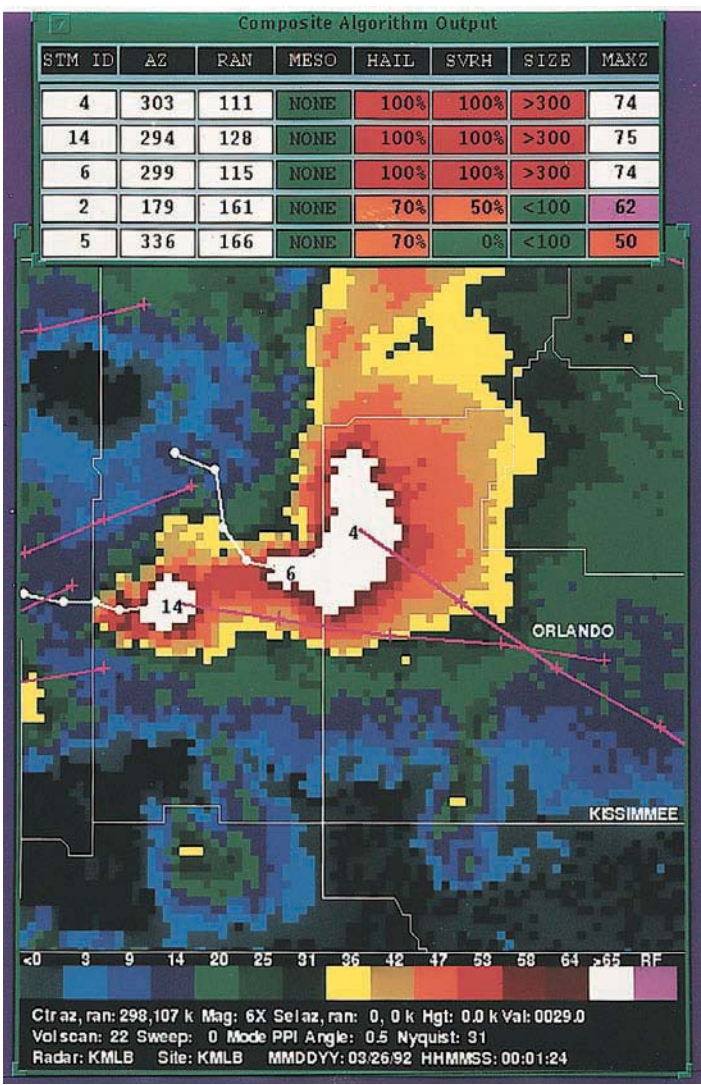 Composite Algorithm Output
STM ID AZ RAN MESO HAIL SVRH SIZE MAXZ
4 303 111 NONE 100% 100% >300 74
14 294 128 NONE 100% 100% >300 75
6 299 115 NONE 100% 100% >300 74
2 179 161 NONE 70% 50% <100 62
5 336 166 NONE 70% 0% <100 50
4
6
14
ORLANDO
KISSIMMEE
<0 3 9 14 20 25 31 36 42 47 53 58 64 >65 RF
Ctr az, ran: 298,107 k Mag: 6X Sel az, ran: 0, 0 k Hgt: 0.0 k Val: 0029.0
Vol scan: 22 Sweep: 0 Mode PPI Angle: 0.5 Nyquist: 31
Radar: KMLB Site: KMLB MMDDYY: 03/26/92 HHMMSS: 00:01:24